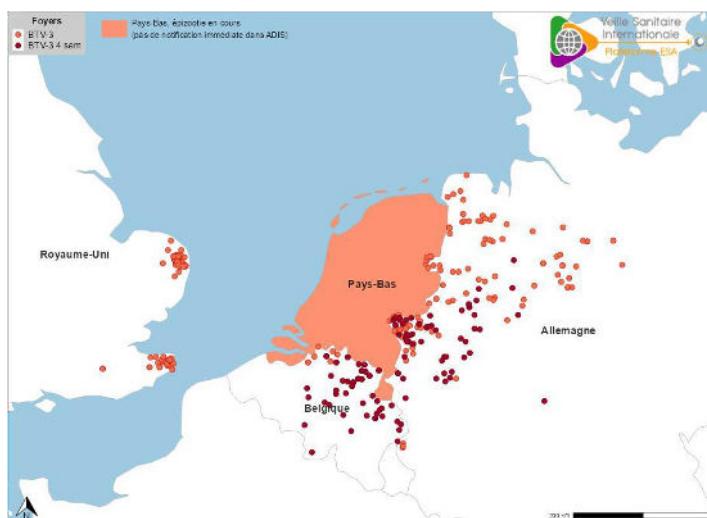 Foyers
BTV-3
BTV-3 4 sem
Pays-Bas, épizootie en cours
(pas de notification immédiate dans ADIS)
Veille Sanitaire
Internationale
Plateforme ESA
Royaume-Uni
Pays-Bas
Allemagne
Belgique
N